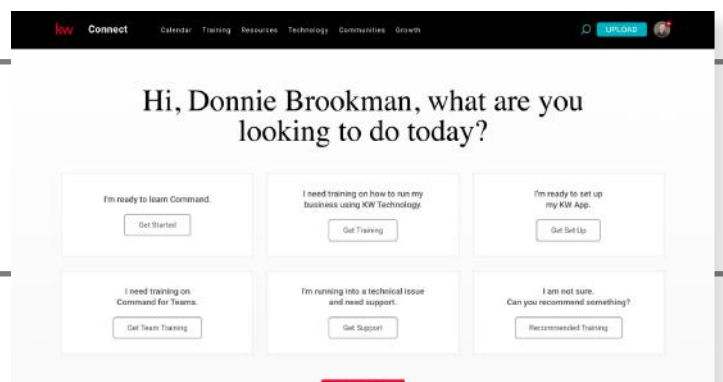 kw Connect Calendar Training Resources Technology Communities Growth UPLOAD
Hi, Donnie Brookman, what are you
looking to do today?
I'm ready to learn Command.
Get Started
I need training on how to run my
business using KW Technology.
Get Training
I'm ready to set up
my KW App.
Get Set Up
I need training on
Command for Teams.
Get Team Training
I'm running into a technical issue
and need support.
Get Support
I am not sure.
Can you recommend something?
Recommended Training